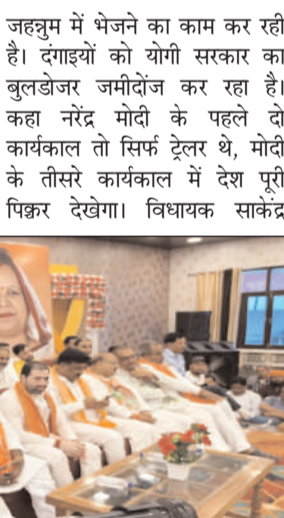 जहन्नुम में भेजने का काम कर रही
है। दंगाइयों को योगी सरकार का
बुलडोजर जमींदोंज कर रहा है।
कहा नरेंद्र मोदी के पहले दो
कार्यकाल तो सिर्फ ट्रेलर थे, मोदी
के तीसरे कार्यकाल में देश पूरी
पिक्चर देखेगा। विधायक साकेंद्र